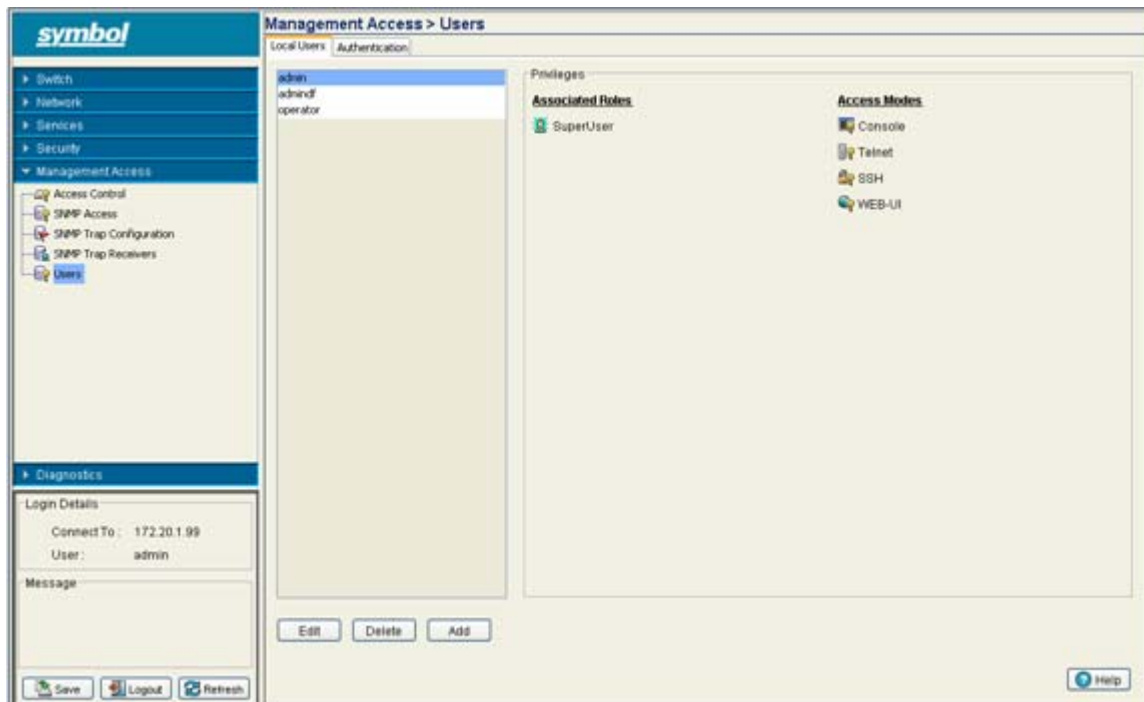 symbol
Management Access > Users
Local Users
Authentication
Switch
Network
Services
Security
Management Access
Access Control
SNMP Access
SNMP Trap Configuration
SNMP Trap Receivers
Users
Diagnostics
Login Details
Connect To : 172.20.1.99
User : admin
Message
Save
Logout
Refresh
admin
admindf
operator
Edit
Delete
Add
Privileges
Associated Roles
SuperUser
Access Modes
Console
Telnet
SSH
WEB-UI
Help